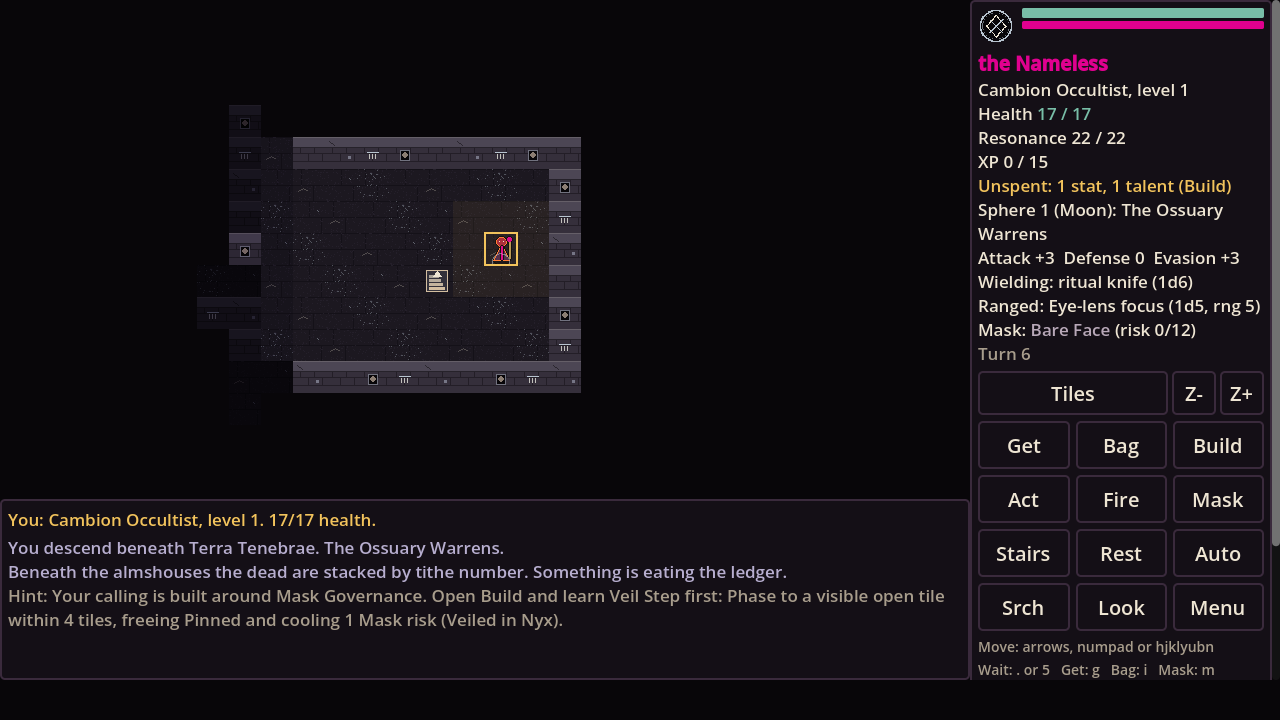 the Nameless
Cambion Occultist, level 1
Health 17 / 17
Resonance 22 / 22
XP 0 / 15
Unspent: 1 stat, 1 talent (Build)
Sphere 1 (Moon): The Ossuary
Warrens
Attack +3  Defense 0  Evasion +3
Wielding: ritual knife (1d6)
Ranged: Eye-lens focus (1d5, rng 5)
Mask: Bare Face (risk 0/12)
Turn 6
Tiles Z- Z+
Get Bag Build
Act Fire Mask
Stairs Rest Auto
Srch Look Menu
Move: arrows, numpad or hjklyubn
Wait: . or 5   Get: g   Bag: i   Mask: m
You: Cambion Occultist, level 1. 17/17 health.
You descend beneath Terra Tenebrae. The Ossuary Warrens.
Beneath the almshouses the dead are stacked by tithe number. Something is eating the ledger.
Hint: Your calling is built around Mask Governance. Open Build and learn Veil Step first: Phase to a visible open tile
within 4 tiles, freeing Pinned and cooling 1 Mask risk (Veiled in Nyx).